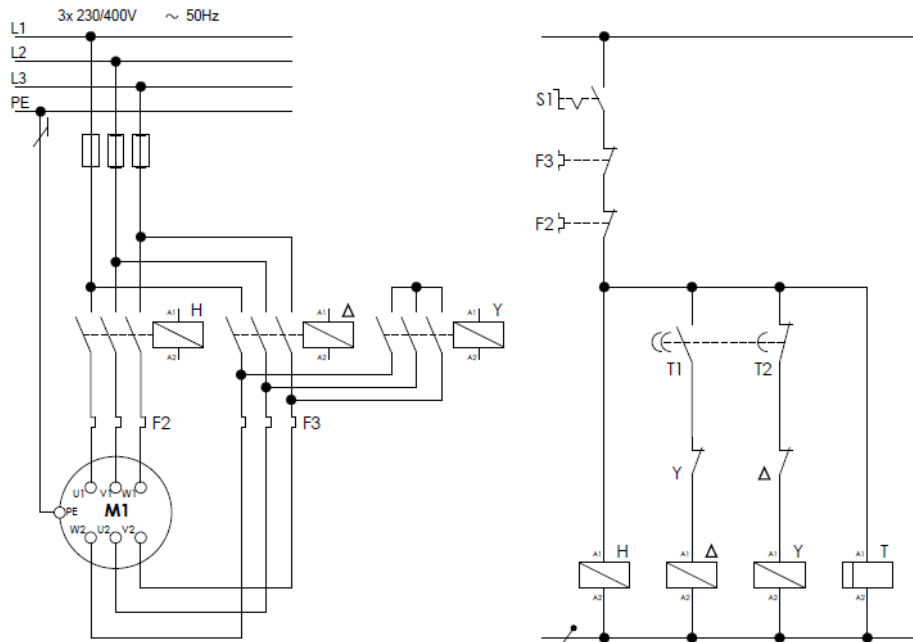 3x 230/400V ~ 50Hz
L1
L2
L3
PE
S1
F3
F2
A1 H
A2
A1 Δ
A2
A1 Y
A2
T1
T2
F2
F3
Y
Δ
U1 V1 W1
M1
PE
W2 U2 V2
A1 H
A2
A1 Δ
A2
A1 Y
A2
A1 T
A2